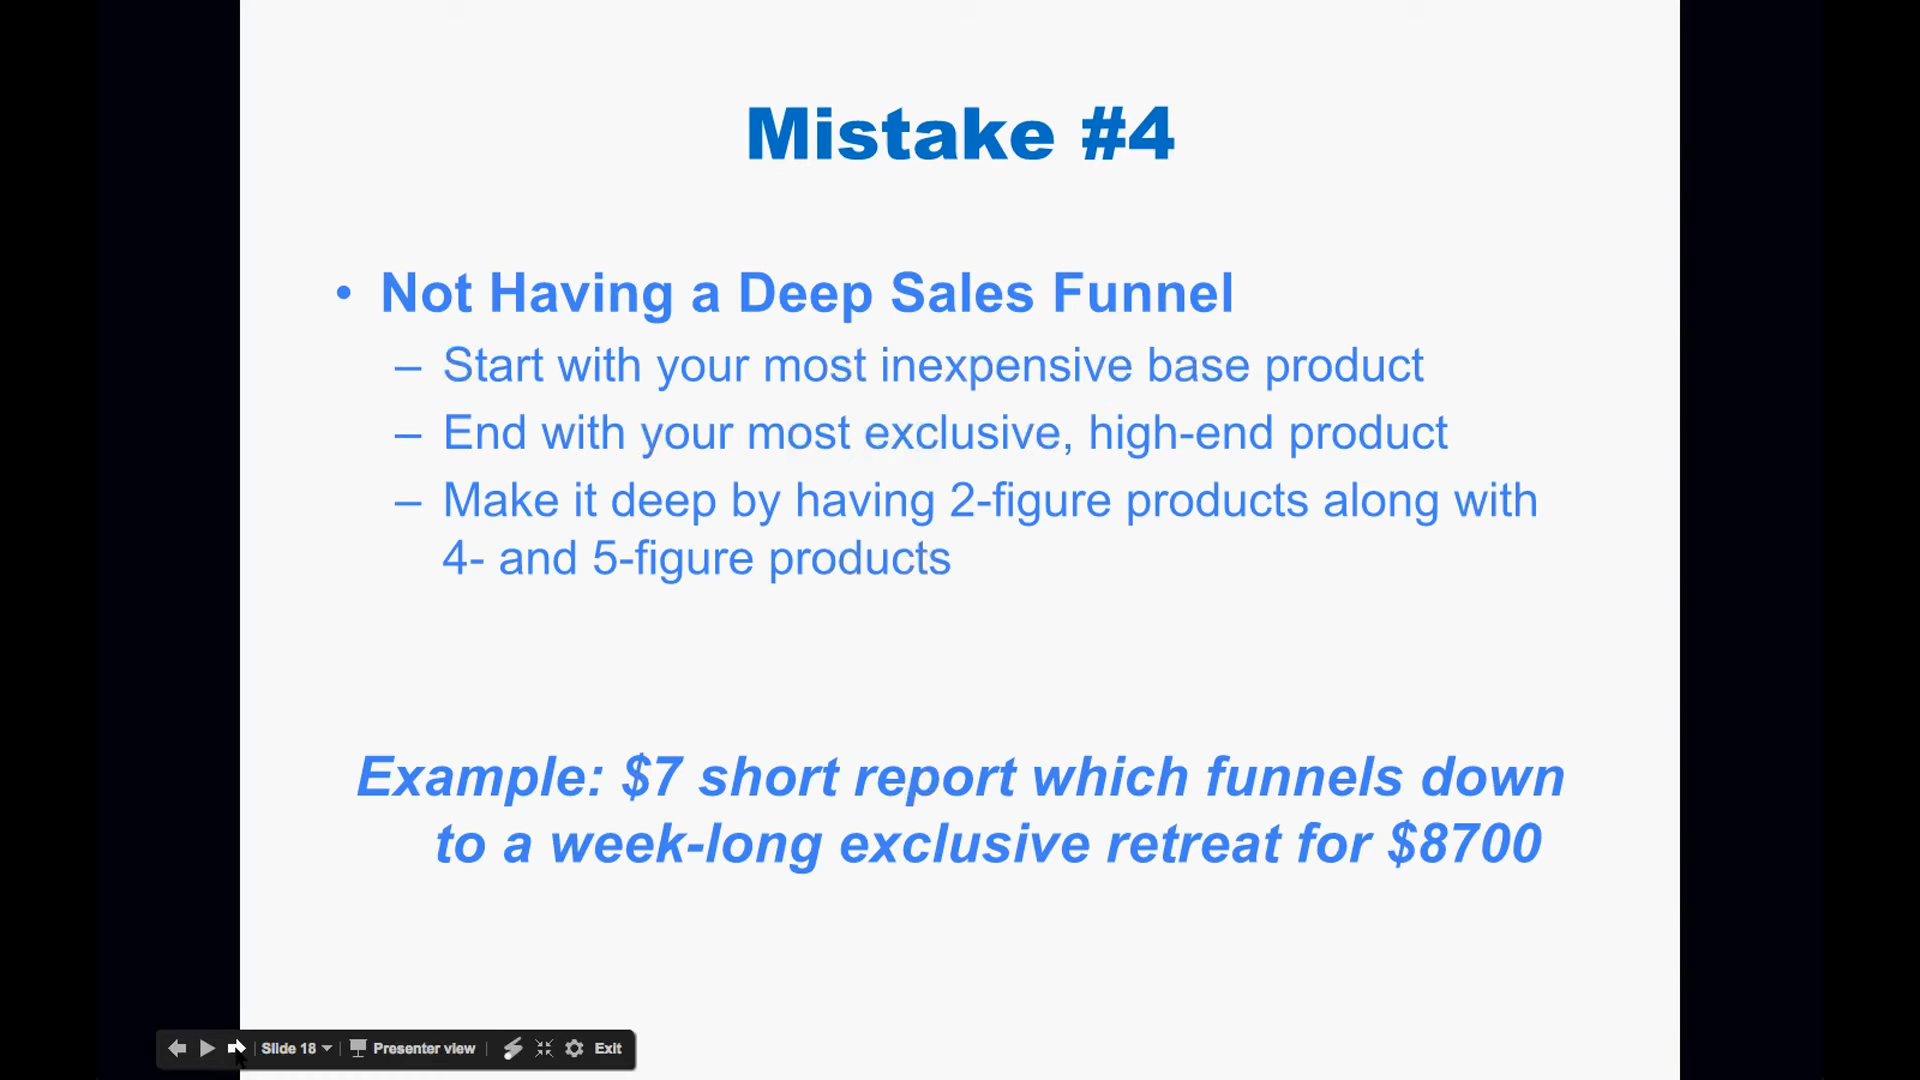 Mistake #4
• Not Having a Deep Sales Funnel
– Start with your most inexpensive base product
– End with your most exclusive, high-end product
– Make it deep by having 2-figure products along with
4- and 5-figure products
Example: $7 short report which funnels down
to a week-long exclusive retreat for $8700
Slide 18 Presenter view Exit